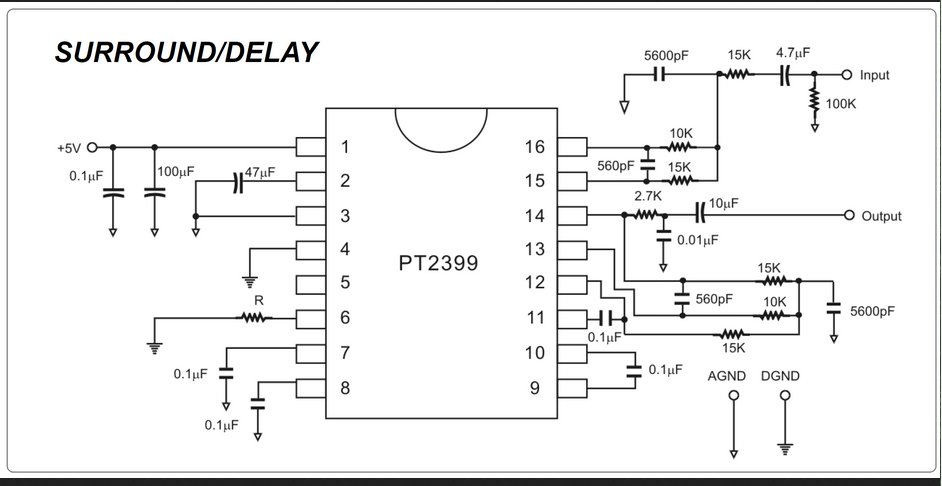 SURROUND/DELAY
5600pF
15K
4.7μF
Input
100K
+5V
0.1μF
100μF
47μF
1
2
3
4
5
6
7
8
PT2399
16
15
14
13
12
11
10
9
10K
560pF
15K
2.7K
10μF
Output
0.01μF
15K
560pF
10K
5600pF
15K
0.1μF
0.1μF
R
0.1μF
0.1μF
AGND DGND